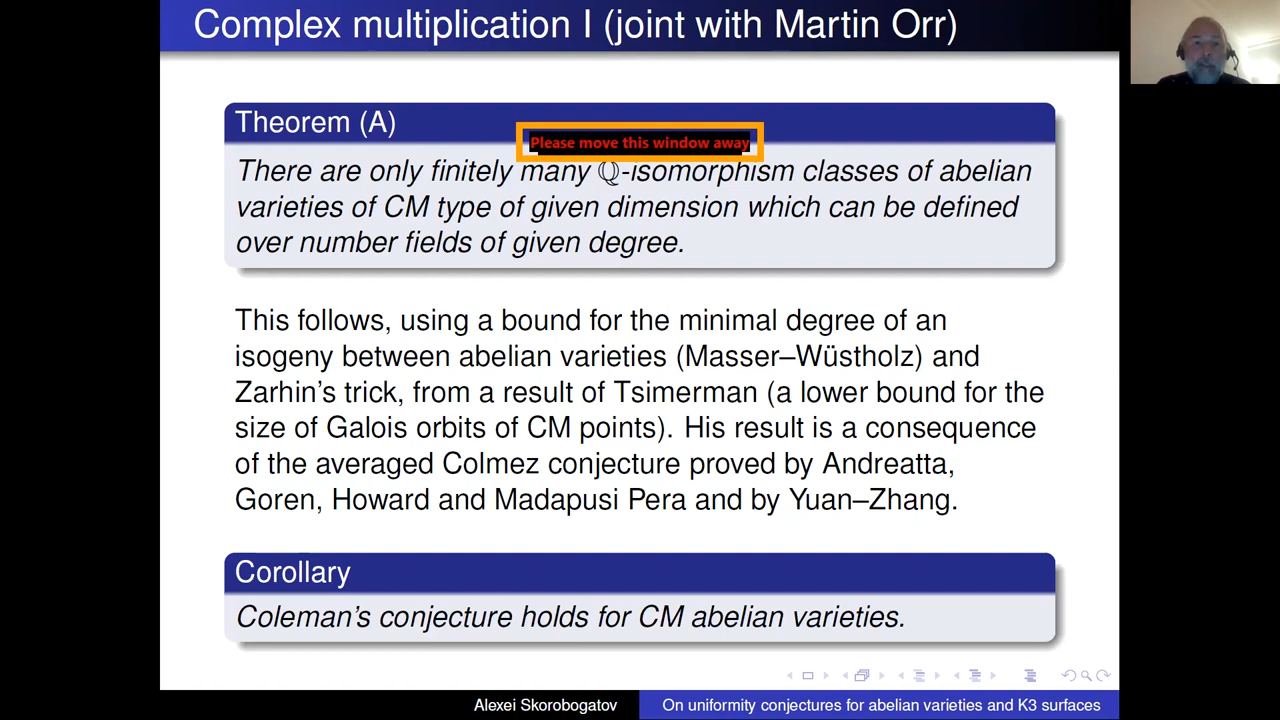 Complex multiplication I (joint with Martin Orr)
Theorem (A)
Please move this window away
There are only finitely many ℚ-isomorphism classes of abelian
varieties of CM type of given dimension which can be defined
over number fields of given degree.
This follows, using a bound for the minimal degree of an
isogeny between abelian varieties (Masser–Wüstholz) and
Zarhin's trick, from a result of Tsimerman (a lower bound for the
size of Galois orbits of CM points). His result is a consequence
of the averaged Colmez conjecture proved by Andreatta,
Goren, Howard and Madapusi Pera and by Yuan–Zhang.
Corollary
Coleman's conjecture holds for CM abelian varieties.
Alexei Skorobogatov
On uniformity conjectures for abelian varieties and K3 surfaces